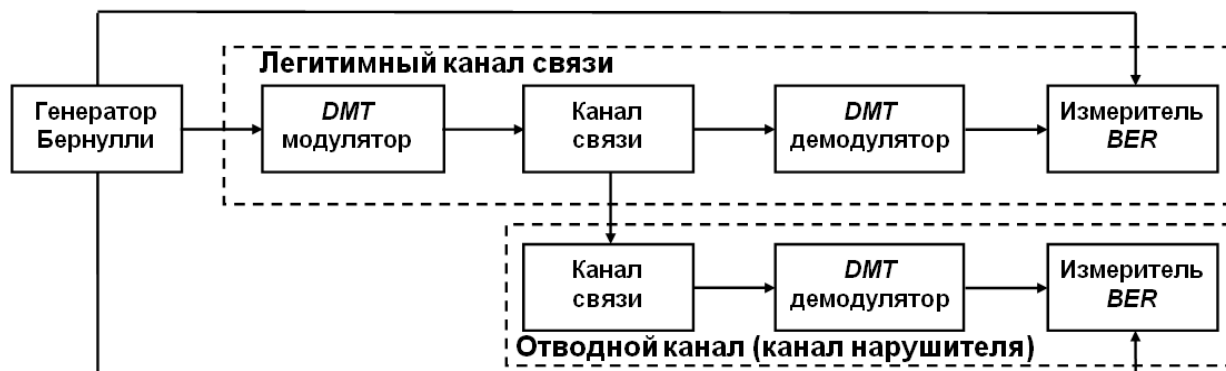 Легитимный канал связи
Генератор
Бернулли
DMT
модулятор
Канал
связи
DMT
демодулятор
Измеритель
BER
Канал
связи
DMT
демодулятор
Измеритель
BER
Отводной канал (канал нарушителя)